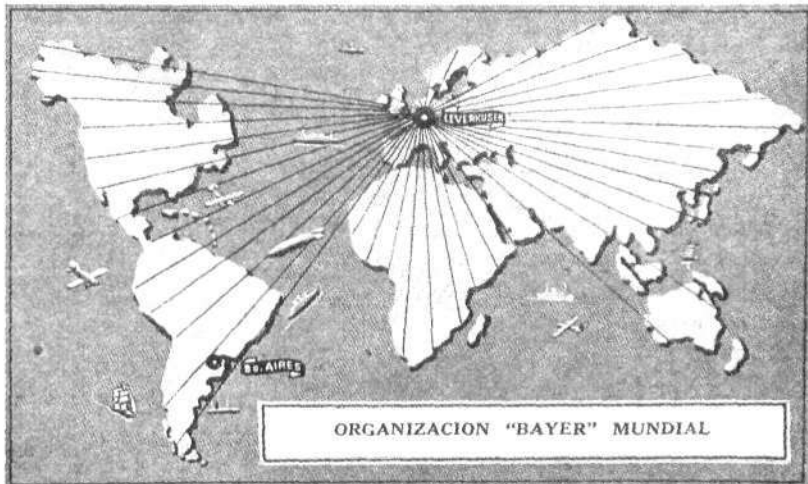 LEVERKUSEN
BS. AIRES
ORGANIZACION "BAYER" MUNDIAL